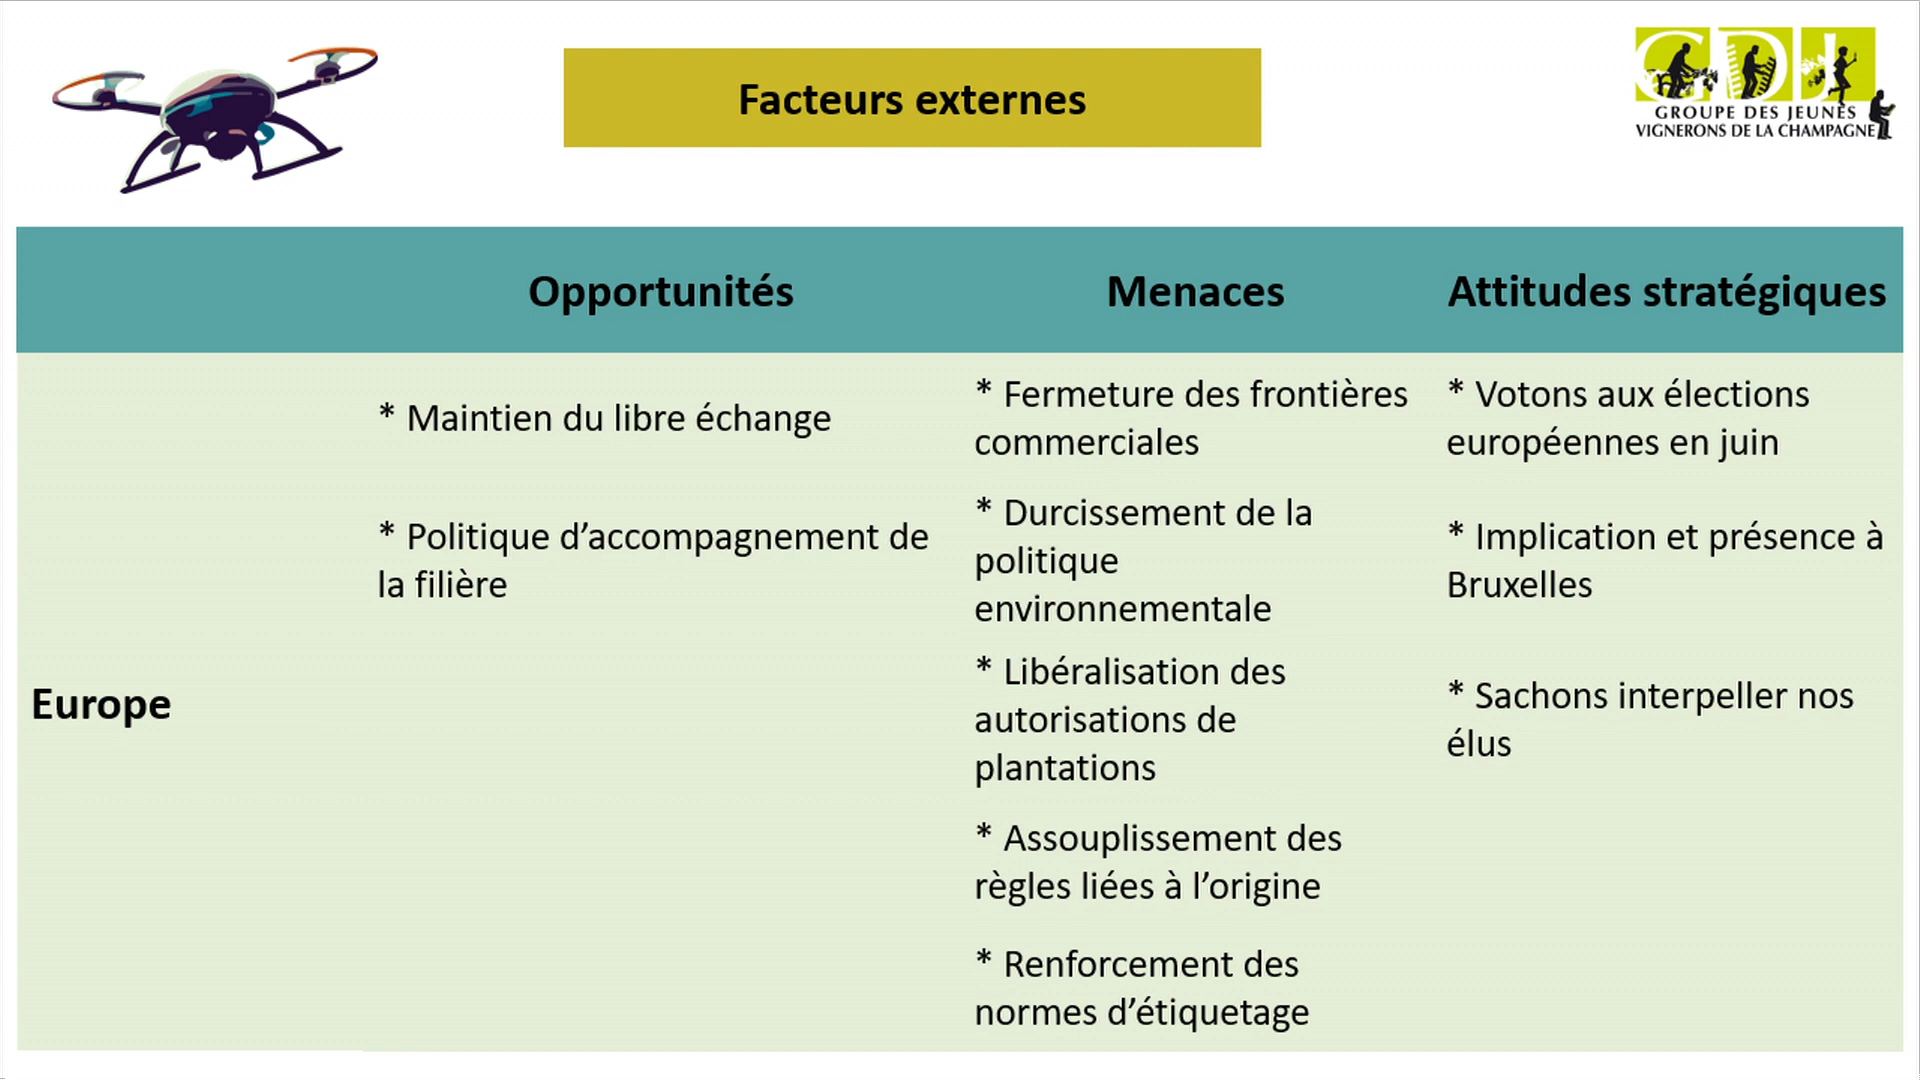 Facteurs externes
GDJ
GROUPE DES JEUNES
VIGNERONS DE LA CHAMPAGNE
Opportunités
Menaces
Attitudes stratégiques
Europe
* Maintien du libre échange
* Politique d’accompagnement de
la filière
* Fermeture des frontières
commerciales
* Durcissement de la
politique
environnementale
* Libéralisation des
autorisations de
plantations
* Assouplissement des
règles liées à l’origine
* Renforcement des
normes d’étiquetage
* Votons aux élections
européennes en juin
* Implication et présence à
Bruxelles
* Sachons interpeller nos
élus